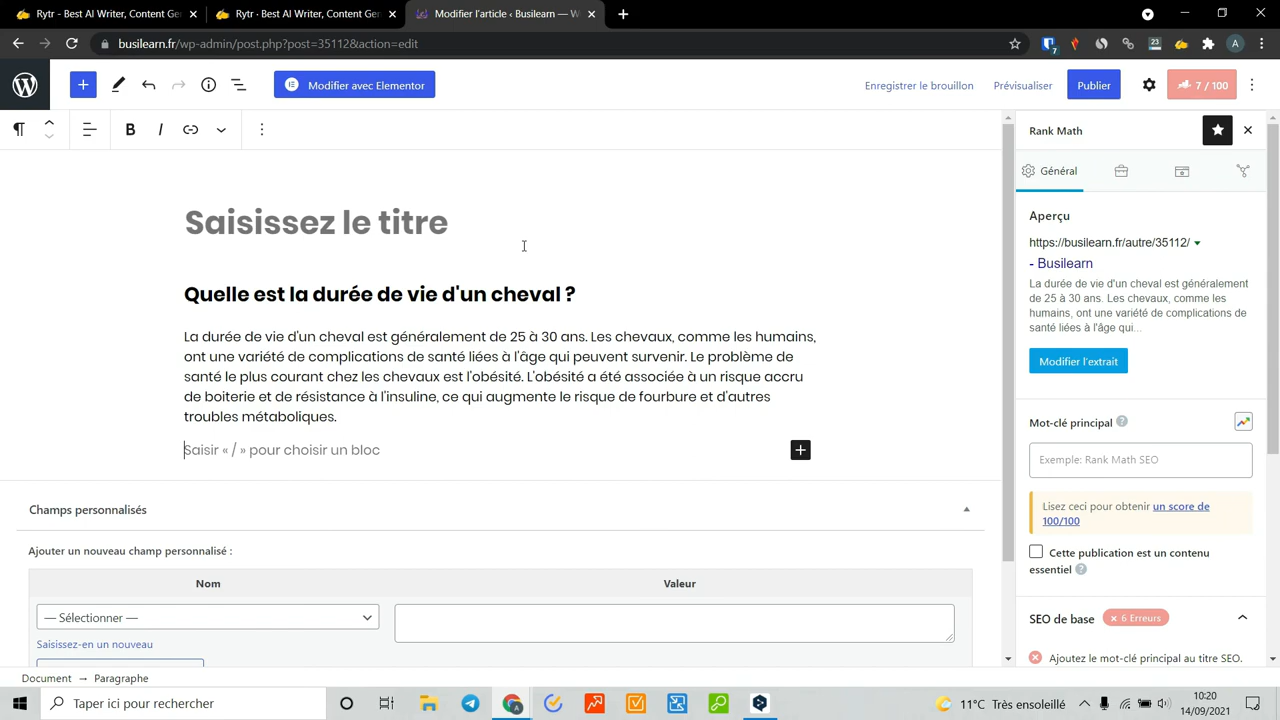 Rytr - Best AI Writer, Content Gen
Rytr - Best AI Writer, Content Gen
Modifier l'article ‹ Busilearn — W
busilearn.fr/wp-admin/post.php?post=35112&action=edit
7
23
A
Modifier avec Elementor
Enregistrer le brouillon
Prévisualiser
Publier
7 / 100
B I
Rank Math
Général
Saisissez le titre
Aperçu
https://busilearn.fr/autre/35112/
- Busilearn
Quelle est la durée de vie d'un cheval ?
La durée de vie d'un cheval est généralement
de 25 à 30 ans. Les chevaux, comme les
humains, ont une variété de complications de
santé liées à l'âge qui...
La durée de vie d'un cheval est généralement de 25 à 30 ans. Les chevaux, comme les humains,
ont une variété de complications de santé liées à l'âge qui peuvent survenir. Le problème de
santé le plus courant chez les chevaux est l'obésité. L'obésité a été associée à un risque accru
de boiterie et de résistance à l'insuline, ce qui augmente le risque de fourbure et d'autres
troubles métaboliques.
Modifier l'extrait
Mot-clé principal
Saisir « / » pour choisir un bloc
Exemple: Rank Math SEO
Champs personnalisés
Lisez ceci pour obtenir un score de
100/100
Ajouter un nouveau champ personnalisé :
Cette publication est un contenu
essentiel
Nom
Valeur
— Sélectionner —
SEO de base
6 Erreurs
Saisissez-en un nouveau
Ajoutez le mot-clé principal au titre SEO.
Document → Paragraphe
Taper ici pour rechercher
11°C Très ensoleillé
10:20
14/09/2021